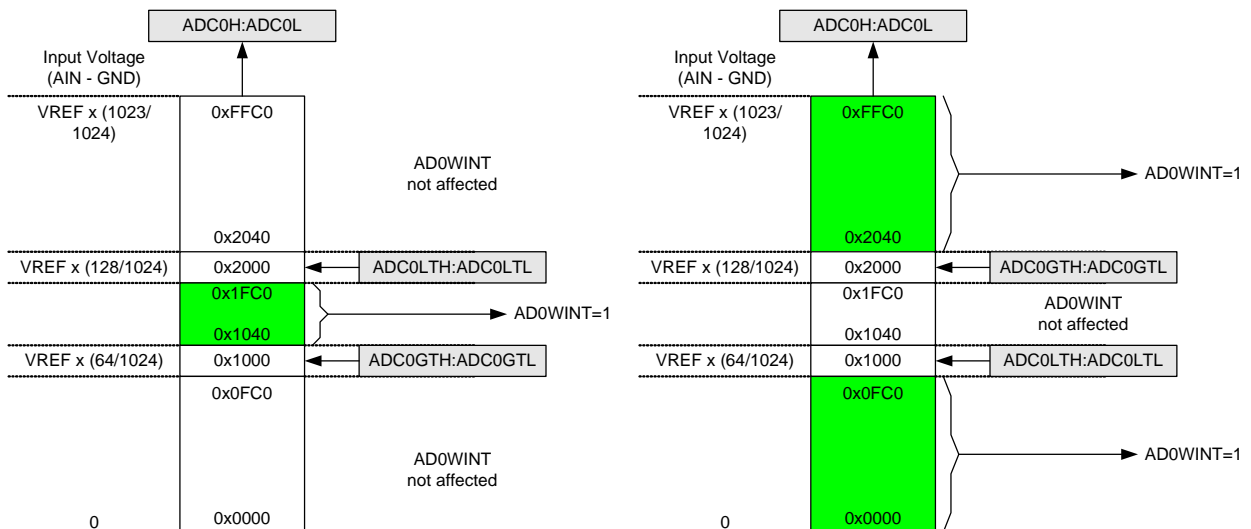 ADC0H:ADC0L
Input Voltage
(AIN - GND)
VREF x (1023/
1024)
0xFFC0
AD0WINT
not affected
0x2040
VREF x (128/1024)
0x2000
ADC0LTH:ADC0LTL
0x1FC0
AD0WINT=1
0x1040
VREF x (64/1024)
0x1000
ADC0GTH:ADC0GTL
0x0FC0
AD0WINT
not affected
0
0x0000
ADC0H:ADC0L
Input Voltage
(AIN - GND)
VREF x (1023/
1024)
0xFFC0
AD0WINT=1
0x2040
VREF x (128/1024)
0x2000
ADC0GTH:ADC0GTL
0x1FC0
AD0WINT
not affected
0x1040
VREF x (64/1024)
0x1000
ADC0LTH:ADC0LTL
0x0FC0
AD0WINT=1
0
0x0000